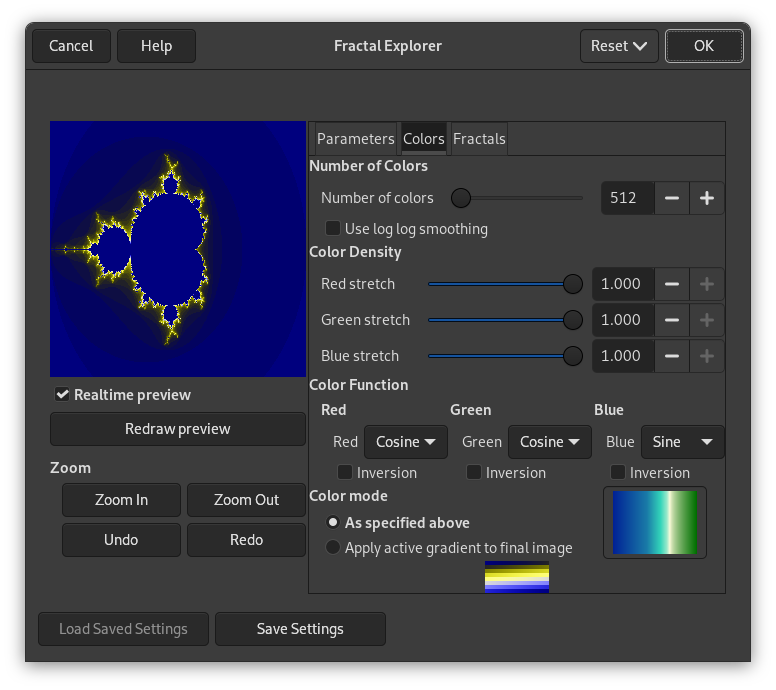 Cancel Help Fractal Explorer Reset OK
Parameters Colors Fractals
Number of Colors
Number of colors 512
Use log log smoothing
Color Density
Red stretch 1.000
Green stretch 1.000
Blue stretch 1.000
Realtime preview
Redraw preview
Zoom
Zoom In Zoom Out
Undo Redo
Color Function
Red Green Blue
Red Cosine Green Cosine Blue Sine
Inversion Inversion Inversion
Color mode
As specified above
Apply active gradient to final image
Load Saved Settings Save Settings